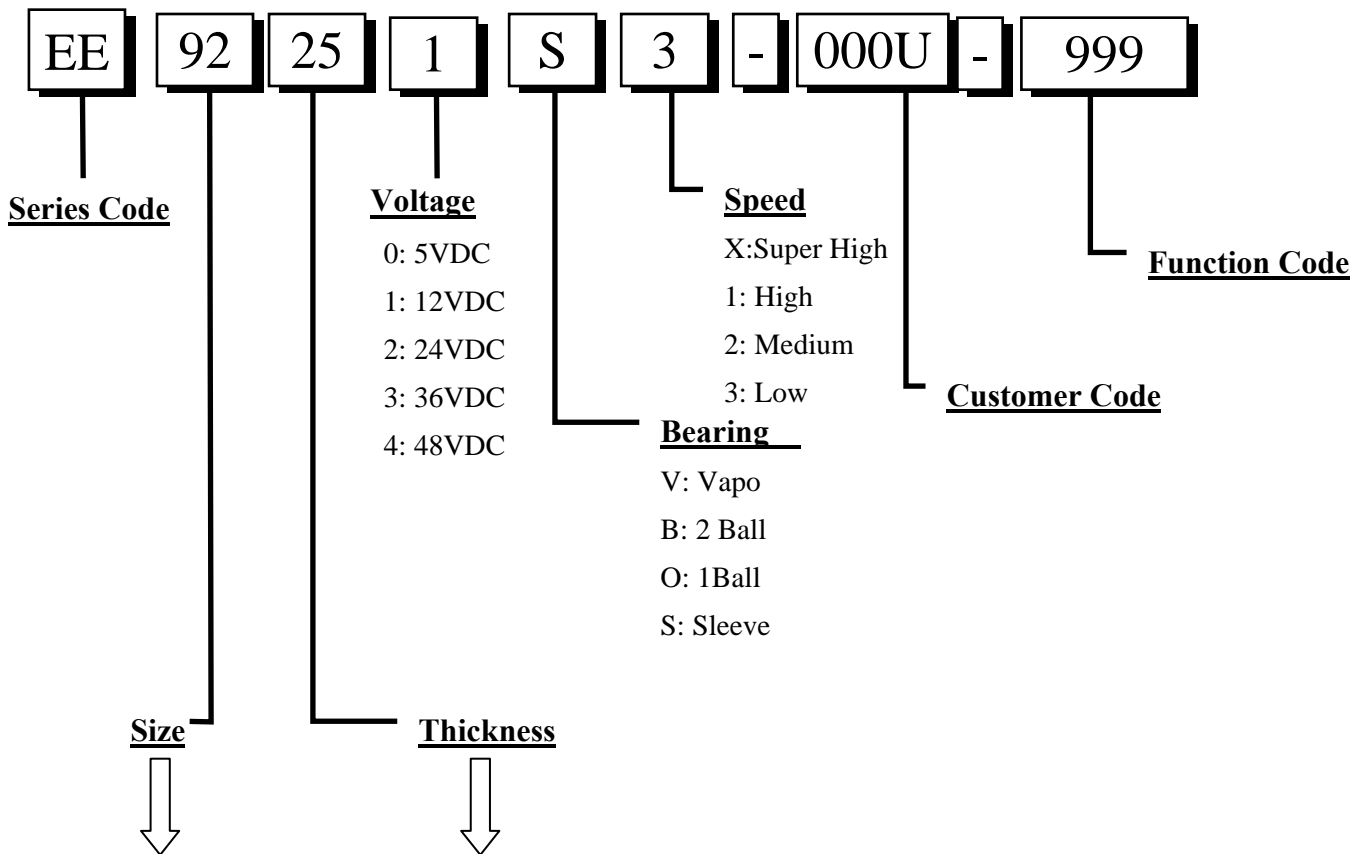 EE 92 25 1 S 3 - 000U - 999
Series Code
Voltage
0: 5VDC
1: 12VDC
2: 24VDC
3: 36VDC
4: 48VDC
Speed
X:Super High
1: High
2: Medium
3: Low
Function Code
Customer Code
Bearing
V: Vapo
B: 2 Ball
O: 1Ball
S: Sleeve
Size
Thickness